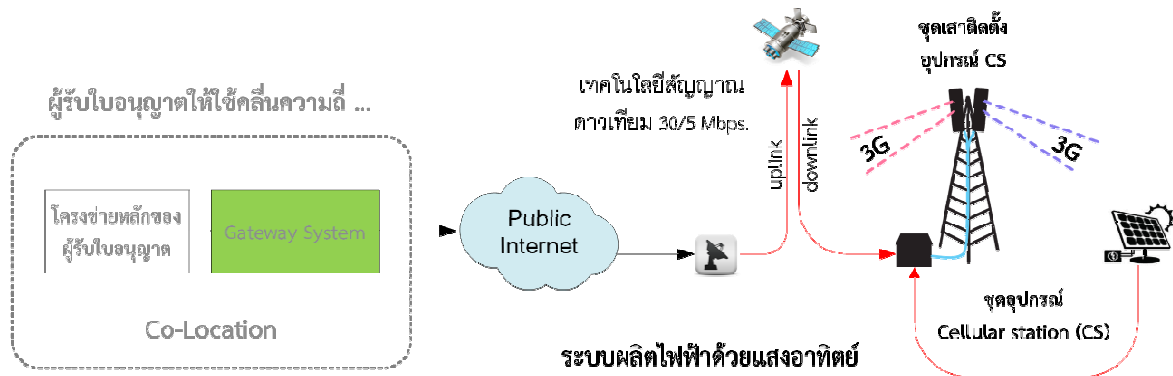 ผู้รับใบอนุญาตให้ใช้คลื่นความถี่ ...
โครงข่ายหลักของ
ผู้รับใบอนุญาต
Gateway System
Co-Location
Public
Internet
เทคโนโลยีสัญญาณ
ดาวเทียม 30/5 Mbps.
uplink
downlink
ชุดเสาติดตั้ง
อุปกรณ์ CS
3G
3G
ชุดอุปกรณ์
Cellular station (CS)
ระบบผลิตไฟฟ้าด้วยแสงอาทิตย์